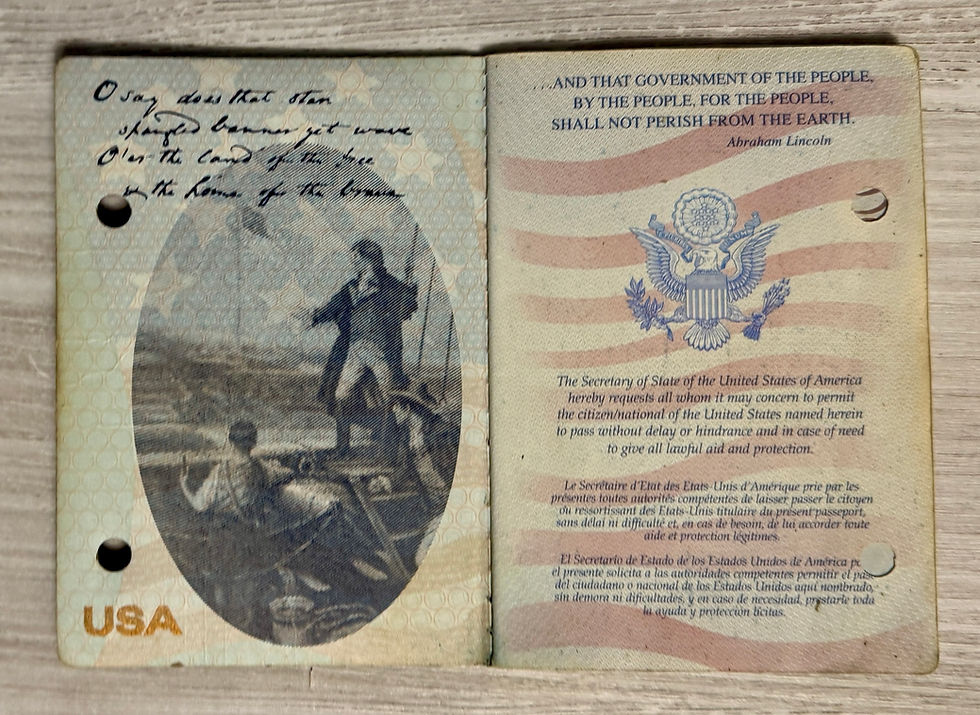 O say does that star
spangled banner yet wave
O'er the land of the free
& the home of the brave
USA
...AND THAT GOVERNMENT OF THE PEOPLE,
BY THE PEOPLE, FOR THE PEOPLE,
SHALL NOT PERISH FROM THE EARTH.
Abraham Lincoln
The Secretary of State of the United States of America
hereby requests all whom it may concern to permit
the citizen/national of the United States named herein
to pass without delay or hindrance and in case of need
to give all lawful aid and protection.
Le Secrétaire d'Etat des Etats-Unis d'Amérique prie par les
présentes toutes autorités compétentes de laisser passer le citoyen
ou ressortissant des Etats-Unis titulaire du présent passeport,
sans délai ni difficulté et, en cas de besoin, de lui accorder toute
aide et protection légitimes.
El Secretario de Estado de los Estados Unidos de América
el presente solicita a las autoridades competentes permitir el paso
del ciudadano o nacional de los Estados Unidos aquí nombrado,
sin demora ni dificultades, y en caso de necesidad, prestarle toda
la ayuda y protección lícitas.